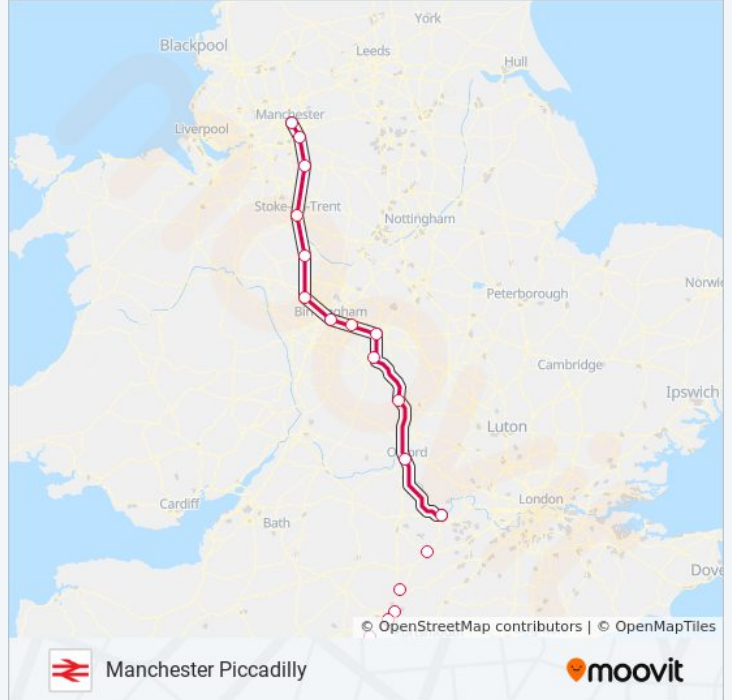 York
Blackpool
Leeds
Hull
Manchester
Liverpool
Stoke-on-Trent
Nottingham
Norwi
Peterborough
Birmingham
Cambridge
Ipswich
Luton
Oxford
London
Cardiff
Bath
Dove
© OpenStreetMap contributors | © OpenMapTiles
Manchester Piccadilly
moovit